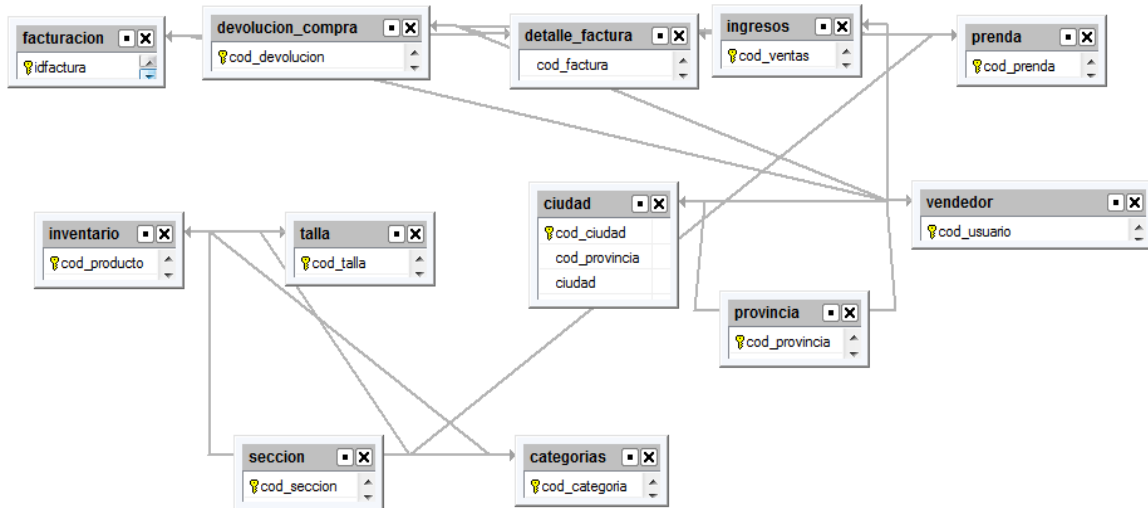 facturacion
idfactura
devolucion_compra
cod_devolucion
detalle_factura
cod_factura
ingresos
cod_ventas
prenda
cod_prenda
inventario
cod_producto
talla
cod_talla
ciudad
cod_ciudad
cod_provincia
ciudad
vendedor
cod_usuario
provincia
cod_provincia
seccion
cod_seccion
categorias
cod_categoria